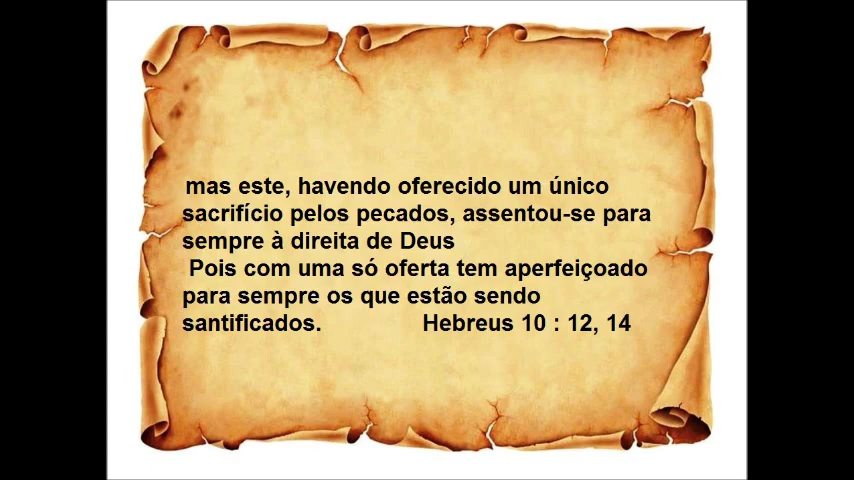 mas este, havendo oferecido um único
sacrifício pelos pecados, assentou-se para
sempre à direita de Deus
Pois com uma só oferta tem aperfeiçoado
para sempre os que estão sendo
santificados. Hebreus 10 : 12, 14